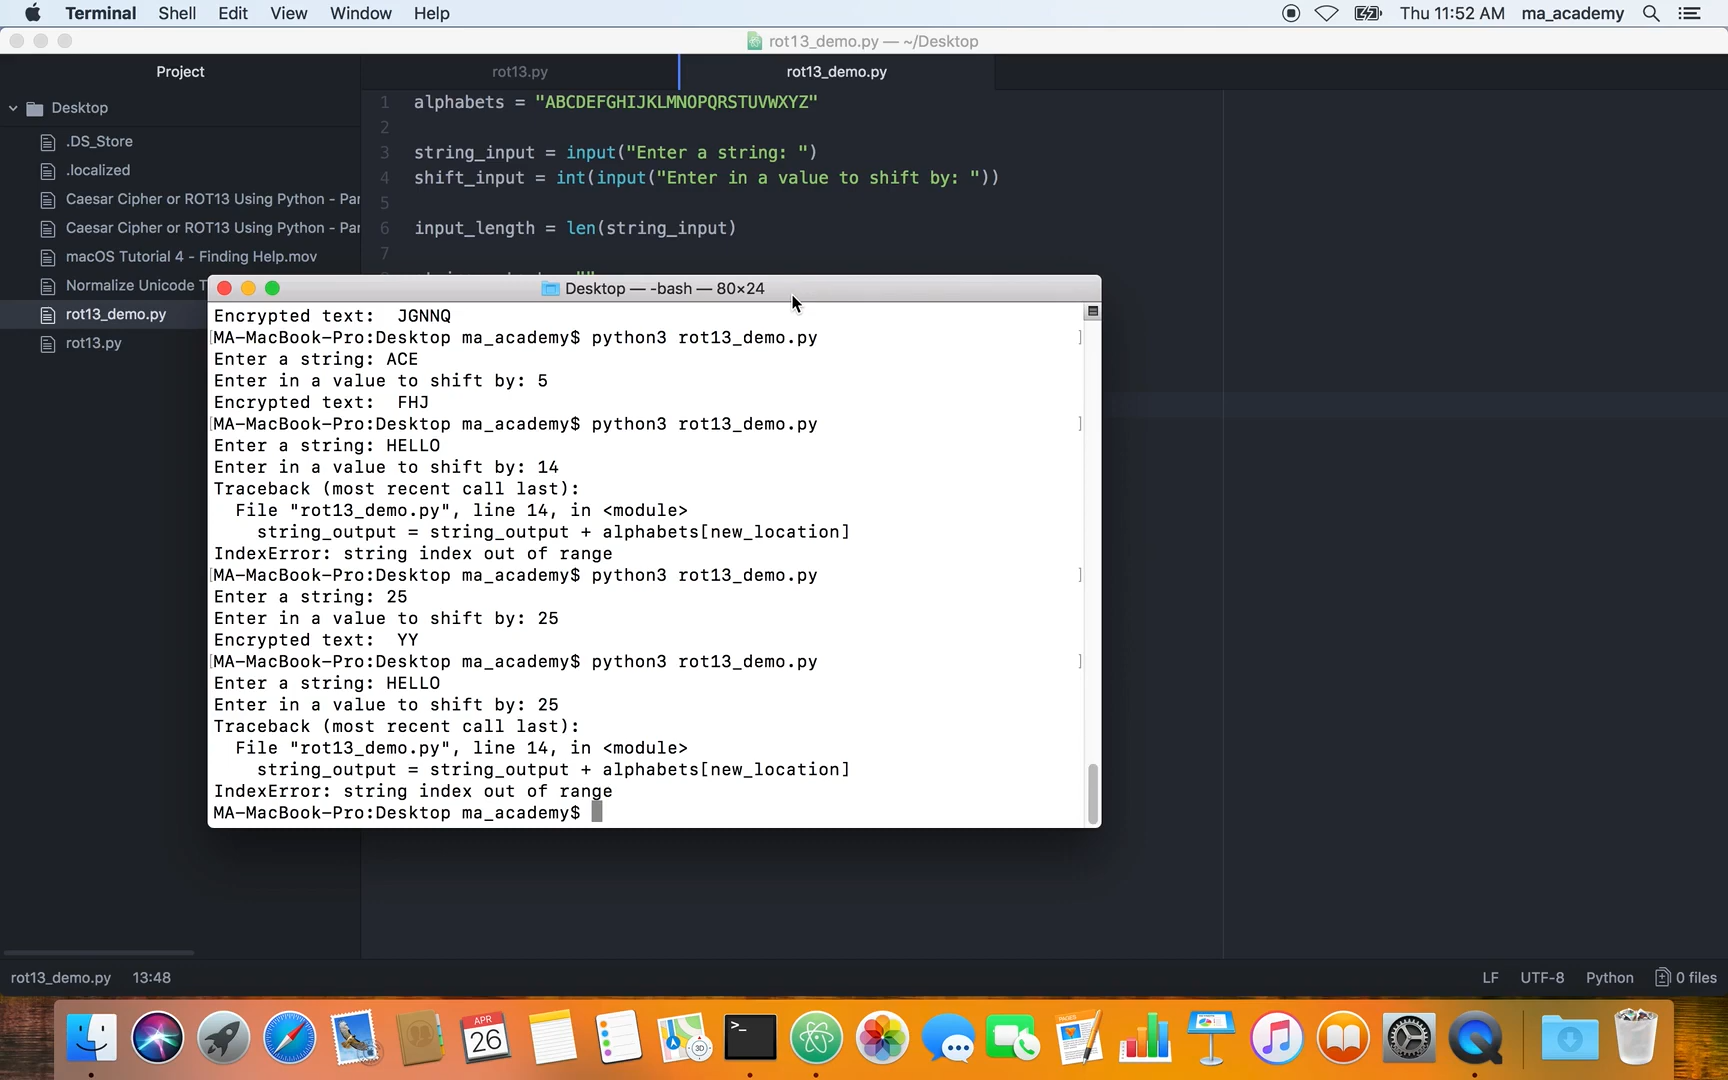 Terminal Shell Edit View Window Help
Thu 11:52 AM ma_academy
rot13_demo.py — ~/Desktop
Project
rot13.py
rot13_demo.py
Desktop
.DS_Store
.localized
Caesar Cipher or ROT13 Using Python - Par
Caesar Cipher or ROT13 Using Python - Par
macOS Tutorial 4 - Finding Help.mov
Normalize Unicode T
rot13_demo.py
rot13.py
1 alphabets = "ABCDEFGHIJKLMNOPQRSTUVWXYZ"
2
3 string_input = input("Enter a string: ")
4 shift_input = int(input("Enter in a value to shift by: "))
5
6 input_length = len(string_input)
7
Desktop — -bash — 80×24
Encrypted text:  JGNNQ
[MA-MacBook-Pro:Desktop ma_academy$ python3 rot13_demo.py ]
Enter a string: ACE
Enter in a value to shift by: 5
Encrypted text:  FHJ
[MA-MacBook-Pro:Desktop ma_academy$ python3 rot13_demo.py ]
Enter a string: HELLO
Enter in a value to shift by: 14
Traceback (most recent call last):
  File "rot13_demo.py", line 14, in <module>
    string_output = string_output + alphabets[new_location]
IndexError: string index out of range
[MA-MacBook-Pro:Desktop ma_academy$ python3 rot13_demo.py ]
Enter a string: 25
Enter in a value to shift by: 25
Encrypted text:  YY
[MA-MacBook-Pro:Desktop ma_academy$ python3 rot13_demo.py ]
Enter a string: HELLO
Enter in a value to shift by: 25
Traceback (most recent call last):
  File "rot13_demo.py", line 14, in <module>
    string_output = string_output + alphabets[new_location]
IndexError: string index out of range
MA-MacBook-Pro:Desktop ma_academy$
rot13_demo.py 13:48
LF UTF-8 Python 0 files
APR
26
PAGES